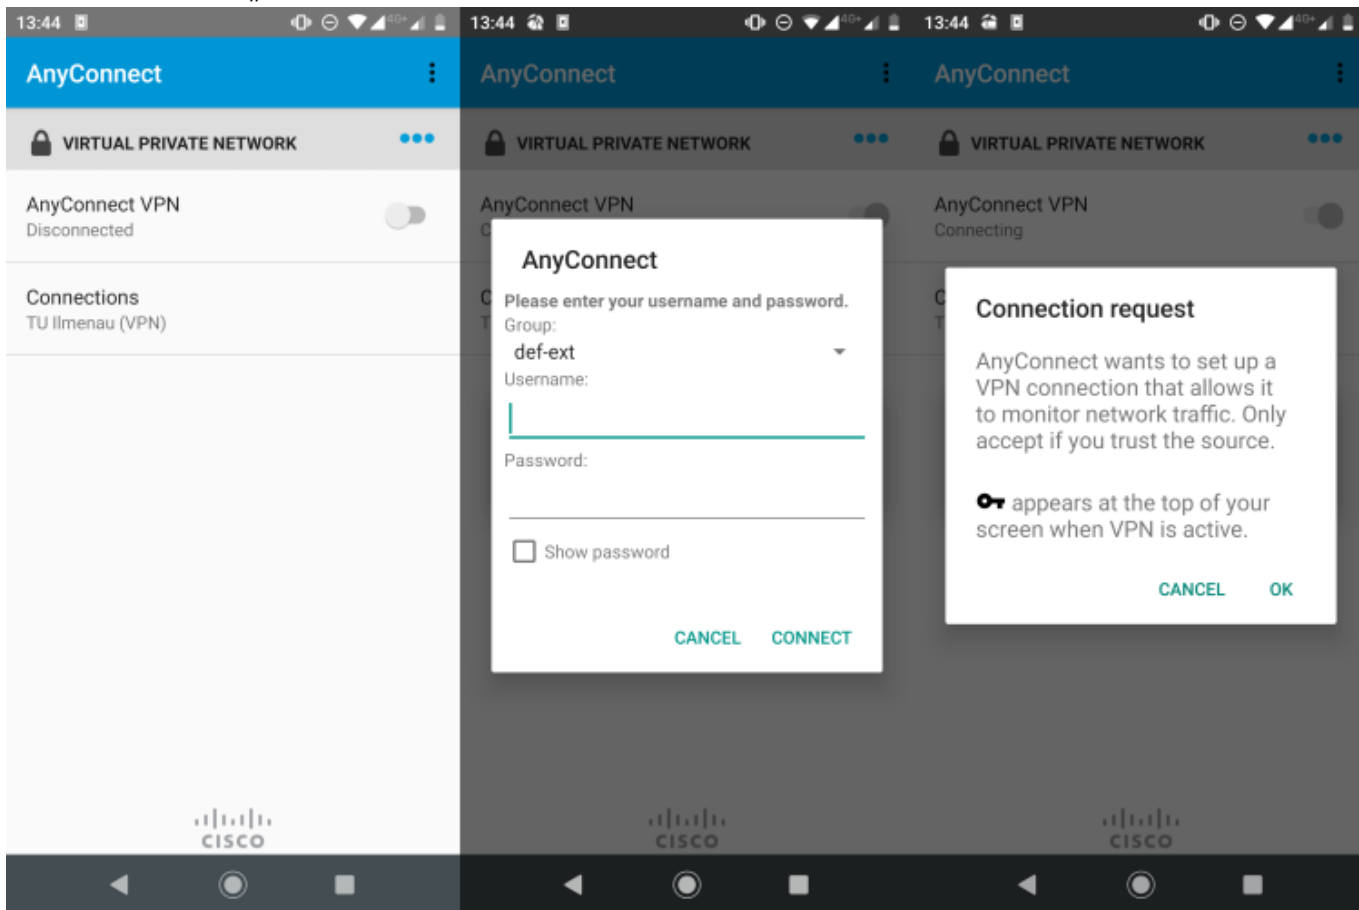 13:44
4G+
AnyConnect
VIRTUAL PRIVATE NETWORK
AnyConnect VPN
Disconnected
Connections
TU Ilmenau (VPN)
CISCO
13:44
4G+
AnyConnect
VIRTUAL PRIVATE NETWORK
AnyConnect VPN
C
C
T
AnyConnect
Please enter your username and password.
Group:
def-ext
Username:
Password:
Show password
CANCEL CONNECT
CISCO
13:44
4G+
AnyConnect
VIRTUAL PRIVATE NETWORK
AnyConnect VPN
Connecting
C
T
Connection request
AnyConnect wants to set up a
VPN connection that allows it
to monitor network traffic. Only
accept if you trust the source.
appears at the top of your
screen when VPN is active.
CANCEL OK
CISCO